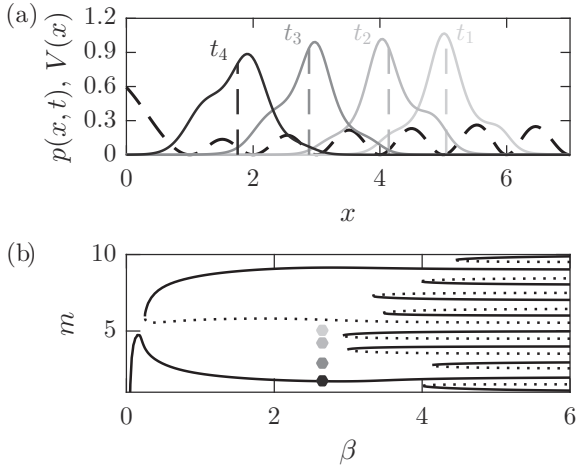 (a)
1.2
0.9
0.6
0.3
0
p(x, t), V(x)
t₄
t₃
t₂
t₁
0
2
4
6
x
(b)
10
5
m
0
2
4
6
β